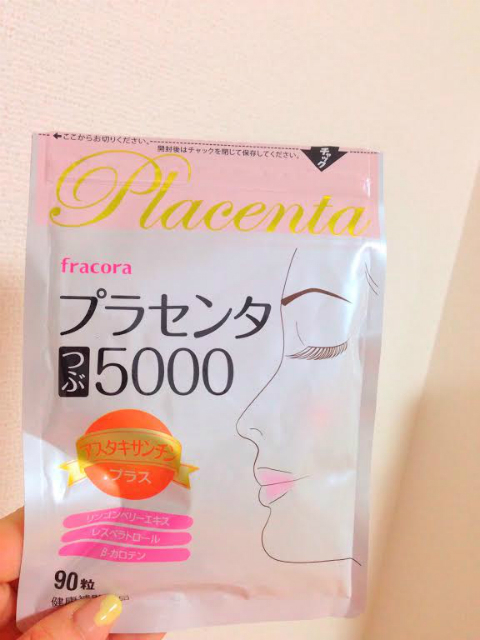 ここからお切りください。
開封後はチャックを閉じて保存してください。
チャック
Placenta
fracora
プラセンタ
つぶ5000
アスタキサンチン
プラス
リンゴンベリーエキス
レスベラトロール
β-カロテン
90粒